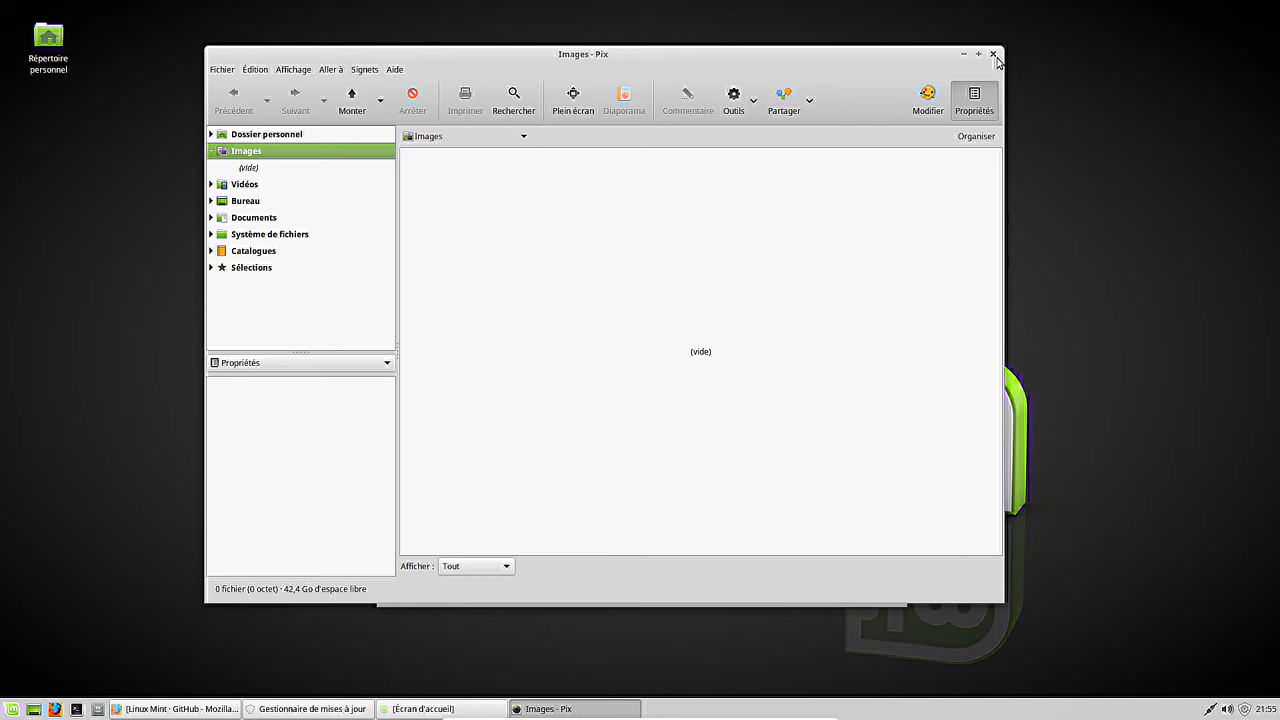 Répertoire
personnel
Images - Pix
Fichier Édition Affichage Aller à Signets Aide
Précédent Suivant Monter Arrêter Imprimer Rechercher Plein écran Diaporama Commentaire Outils Partager Modifier Propriétés
Dossier personnel
Images
(vide)
Vidéos
Bureau
Documents
Système de fichiers
Catalogues
Sélections
Propriétés
Images
Organiser
(vide)
Afficher : Tout
0 fichier (0 octet) · 42,4 Go d'espace libre
[Linux Mint · GitHub - Mozilla... Gestionnaire de mises à jour [Écran d'accueil] Images - Pix 21:55